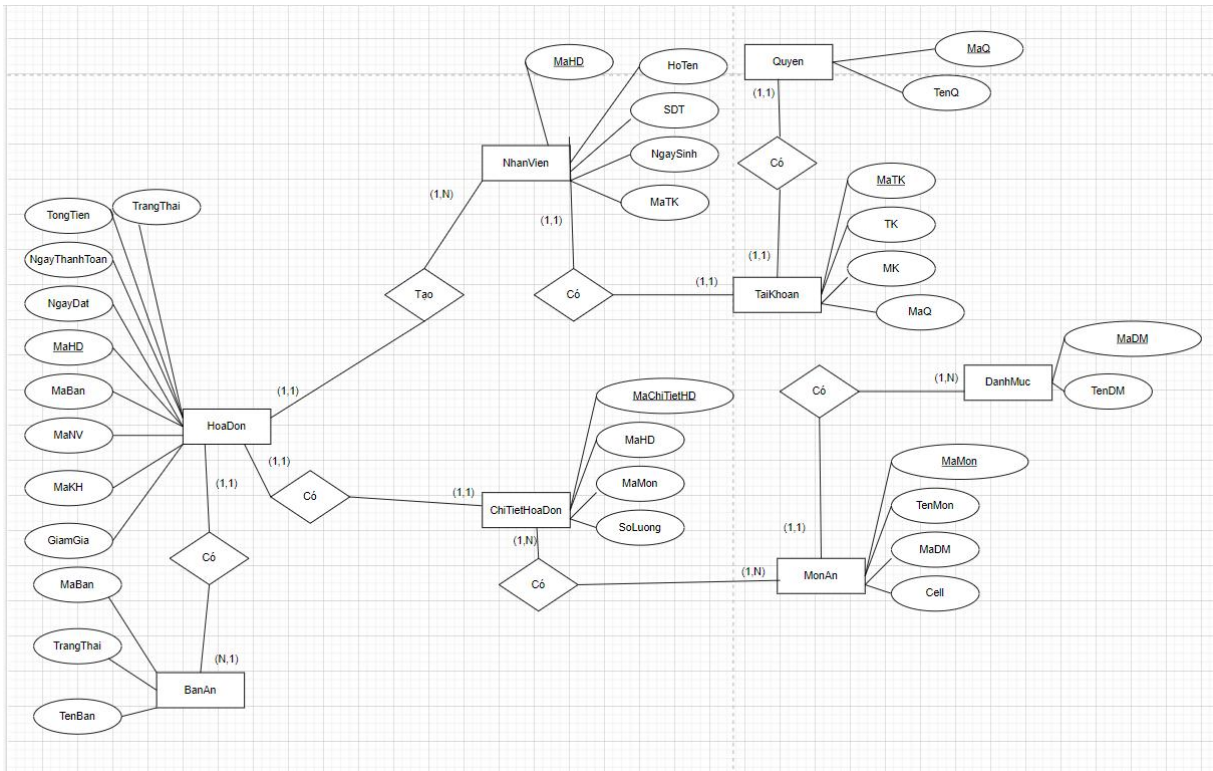 MaHD
HoTen
SDT
NgaySinh
MaTK
NhanVien
Quyen
MaQ
TenQ
(1,1)
Có
(1,1)
MaTK
TK
MK
MaQ
TaiKhoan
(1,N)
(1,1)
Có
(1,1)
Tạo
(1,1)
TongTien
TrangThai
NgayThanhToan
NgayDat
MaHD
MaBan
MaNV
MaKH
GiamGia
HoaDon
(1,1)
Có
(1,1)
(1,1)
Có
(N,1)
MaBan
TrangThai
TenBan
BanAn
MaChiTietHD
MaHD
MaMon
SoLuong
ChiTietHoaDon
(1,N)
Có
(1,N)
MonAn
MaMon
TenMon
MaDM
Cell
(1,1)
Có
(1,N)
DanhMuc
MaDM
TenDM